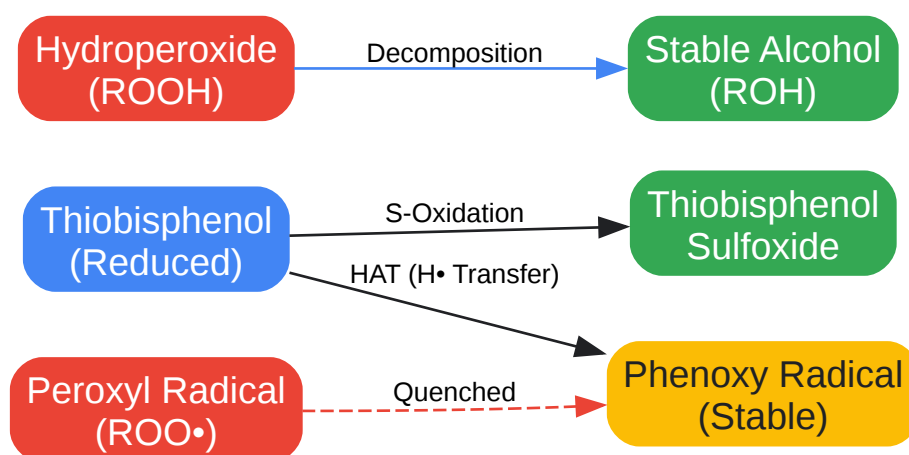 Hydroperoxide
(ROOH)
Decomposition
Stable Alcohol
(ROH)
Thiobisphenol
(Reduced)
S-Oxidation
HAT (H• Transfer)
Thiobisphenol
Sulfoxide
Peroxyl Radical
(ROO•)
Quenched
Phenoxy Radical
(Stable)